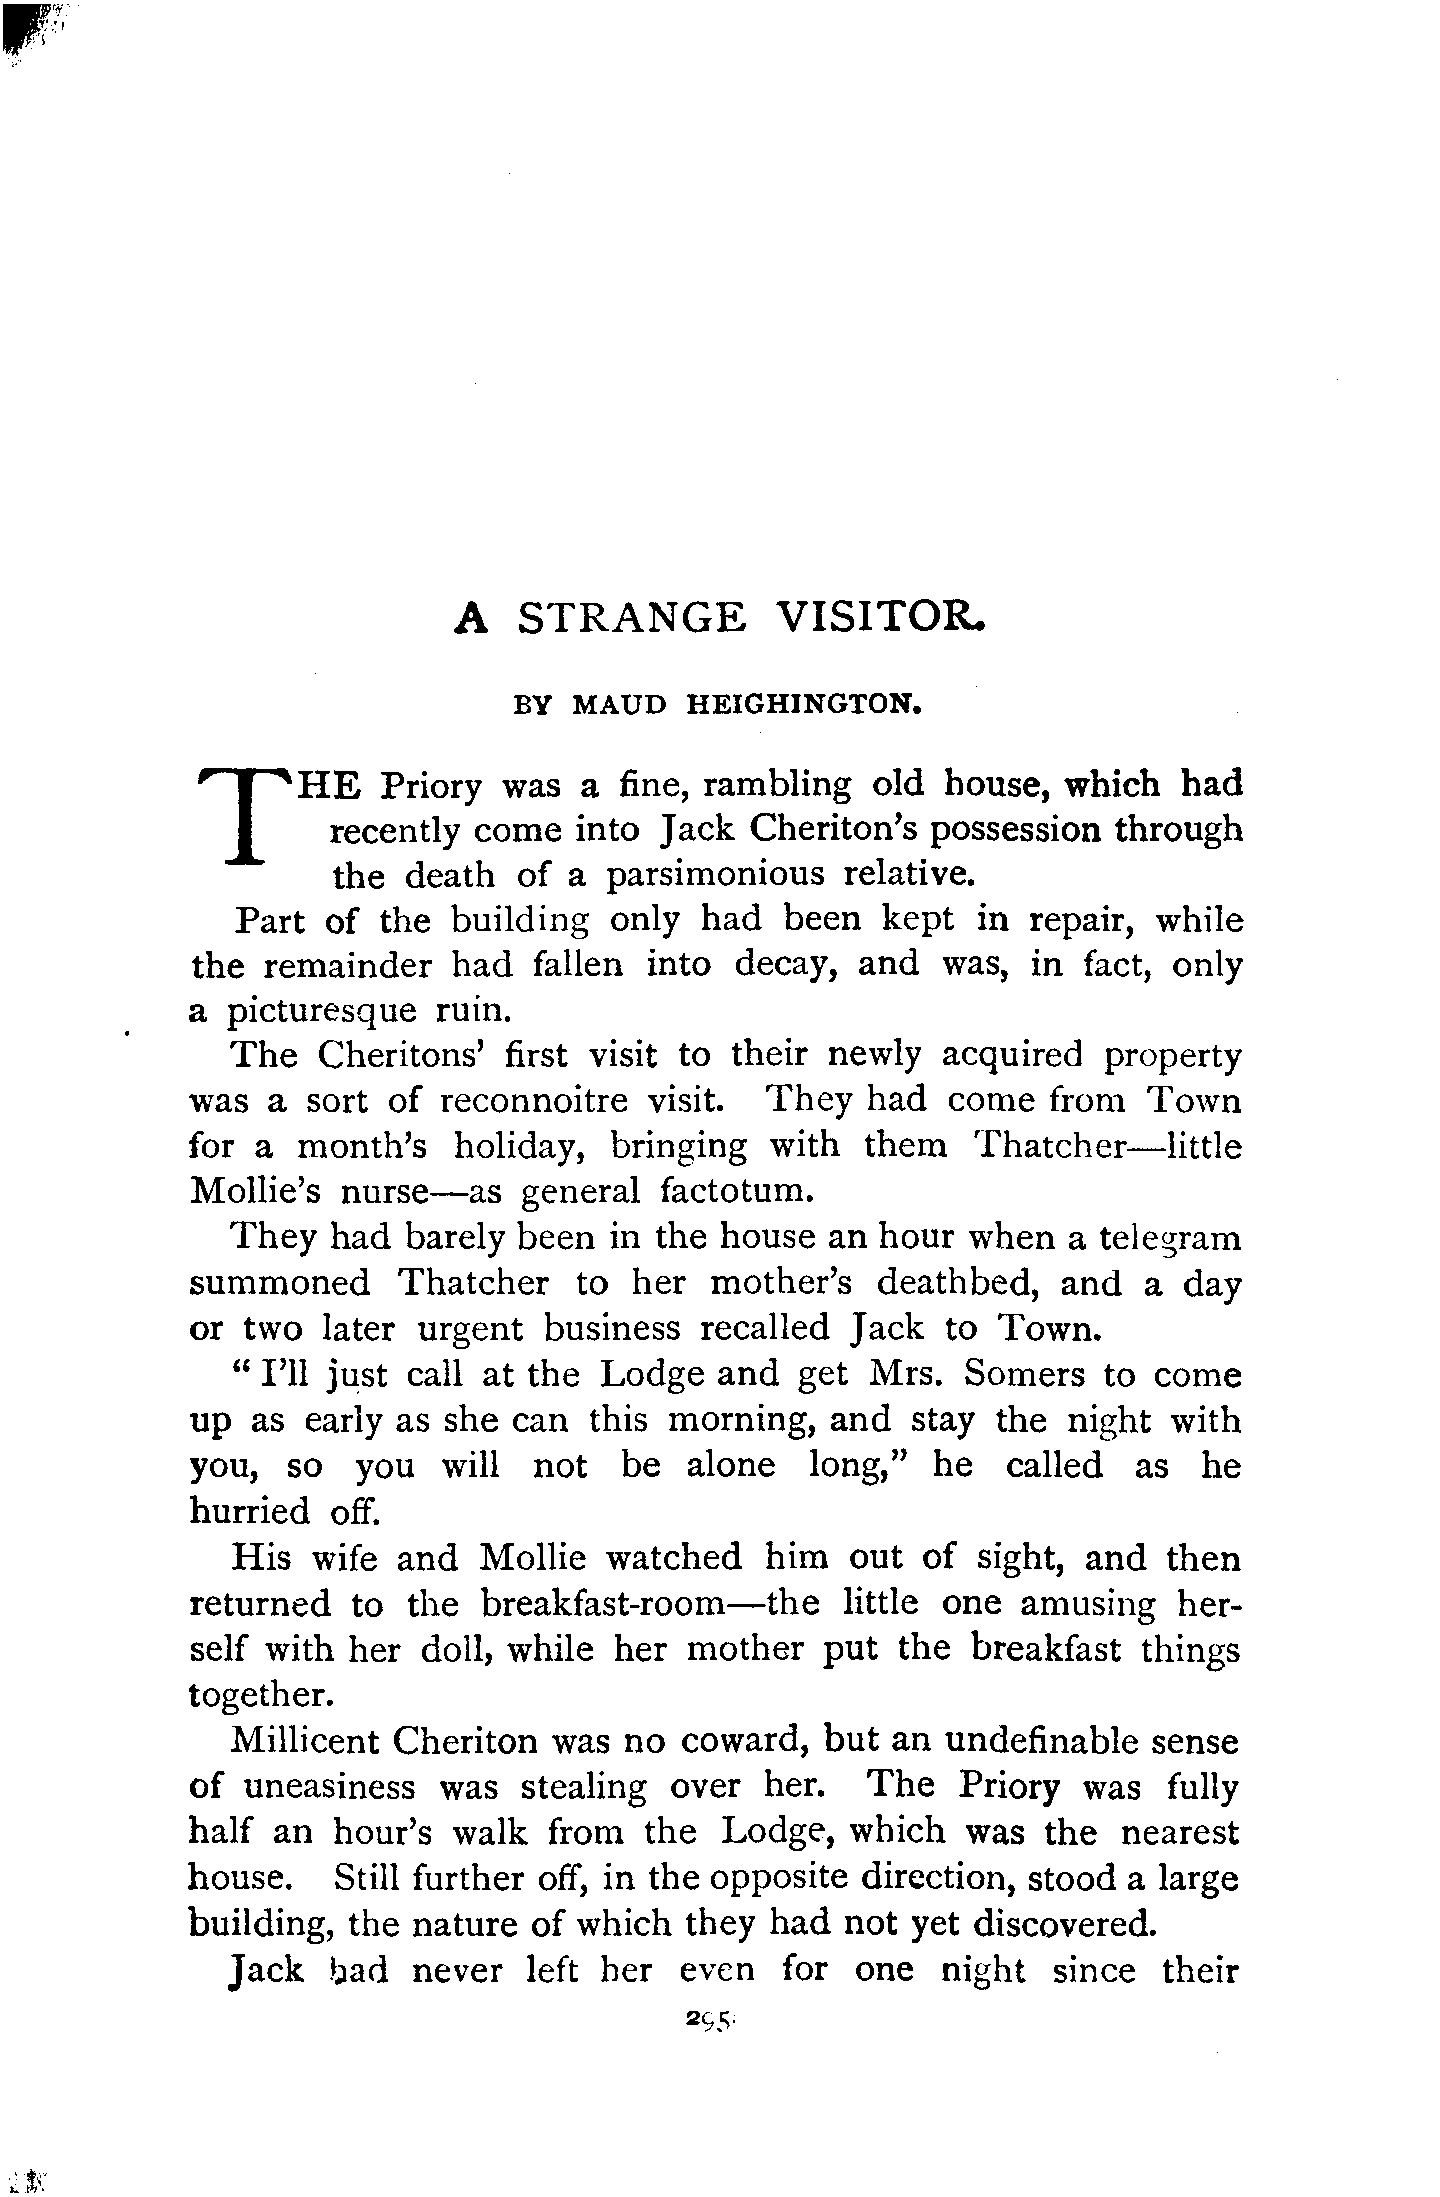 A STRANGE VISITOR.
BY MAUD HEIGHINGTON.
THE Priory was a fine, rambling old house, which had
recently come into Jack Cheriton's possession through
the death of a parsimonious relative.
Part of the building only had been kept in repair, while
the remainder had fallen into decay, and was, in fact, only
a picturesque ruin.
The Cheritons' first visit to their newly acquired property
was a sort of reconnoitre visit. They had come from Town
for a month's holiday, bringing with them Thatcher—little
Mollie's nurse—as general factotum.
They had barely been in the house an hour when a telegram
summoned Thatcher to her mother's deathbed, and a day
or two later urgent business recalled Jack to Town.
"I'll just call at the Lodge and get Mrs. Somers to come
up as early as she can this morning, and stay the night with
you, so you will not be alone long," he called as he
hurried off.
His wife and Mollie watched him out of sight, and then
returned to the breakfast-room—the little one amusing her-
self with her doll, while her mother put the breakfast things
together.
Millicent Cheriton was no coward, but an undefinable sense
of uneasiness was stealing over her. The Priory was fully
half an hour's walk from the Lodge, which was the nearest
house. Still further off, in the opposite direction, stood a large
building, the nature of which they had not yet discovered.
Jack had never left her even for one night since their
295